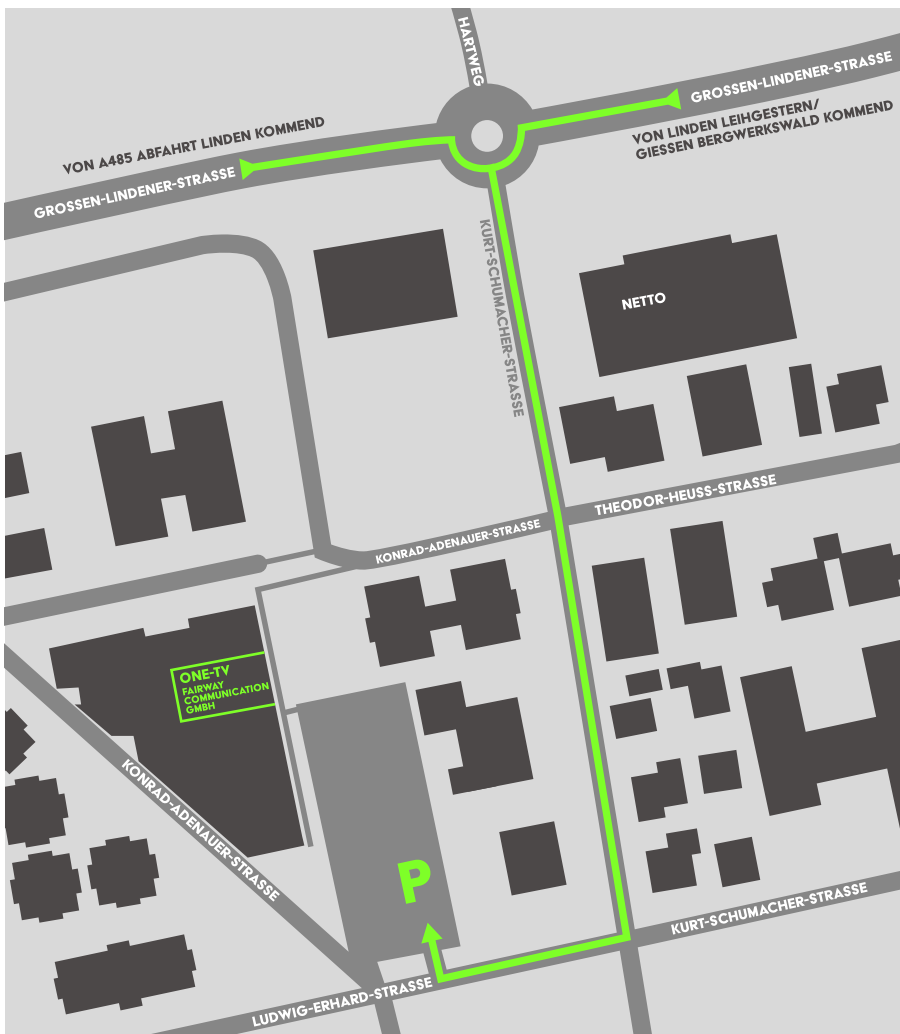 HARTWEG
GROSSEN-LINDENER-STRASSE
VON LINDEN LEIHGESTERN/
GIESSEN BERGWERKSWALD KOMMEND
VON A485 ABFAHRT LINDEN KOMMEND
GROSSEN-LINDENER-STRASSE
KURT-SCHUMACHER-STRASSE
NETTO
THEODOR-HEUSS-STRASSE
KONRAD-ADENAUER-STRASSE
ONE-TV
FAIRWAY
COMMUNICATION
GMBH
KONRAD-ADENAUER-STRASSE
P
KURT-SCHUMACHER-STRASSE
LUDWIG-ERHARD-STRASSE